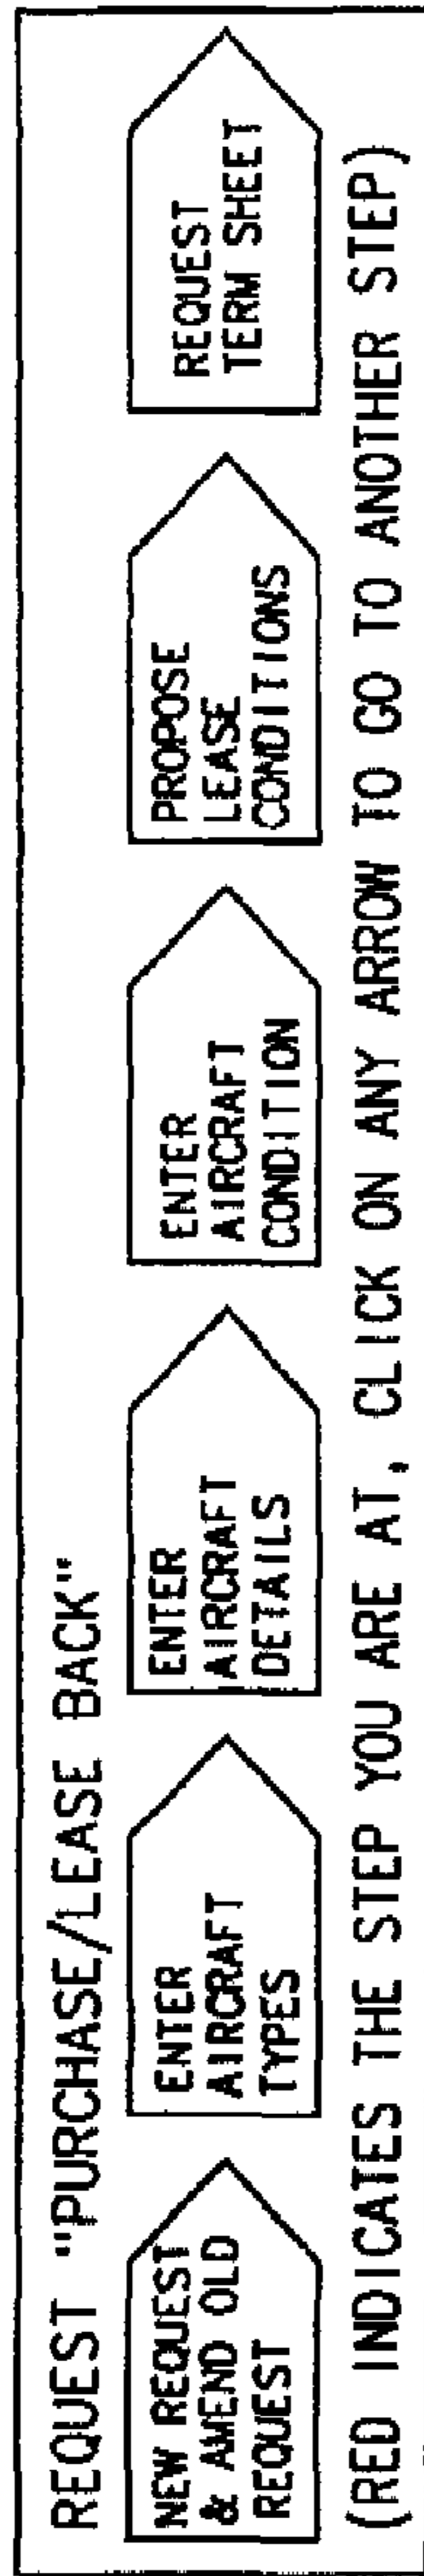 REQUEST "PURCHASE/LEASE BACK"
NEW REQUEST
& AMEND OLD
REQUEST
ENTER
AIRCRAFT
TYPES
ENTER
AIRCRAFT
DETAILS
ENTER
AIRCRAFT
CONDITION
PROPOSE
LEASE
CONDITIONS
REQUEST
TERM SHEET
(RED INDICATES THE STEP YOU ARE AT, CLICK ON ANY ARROW TO GO TO ANOTHER STEP)